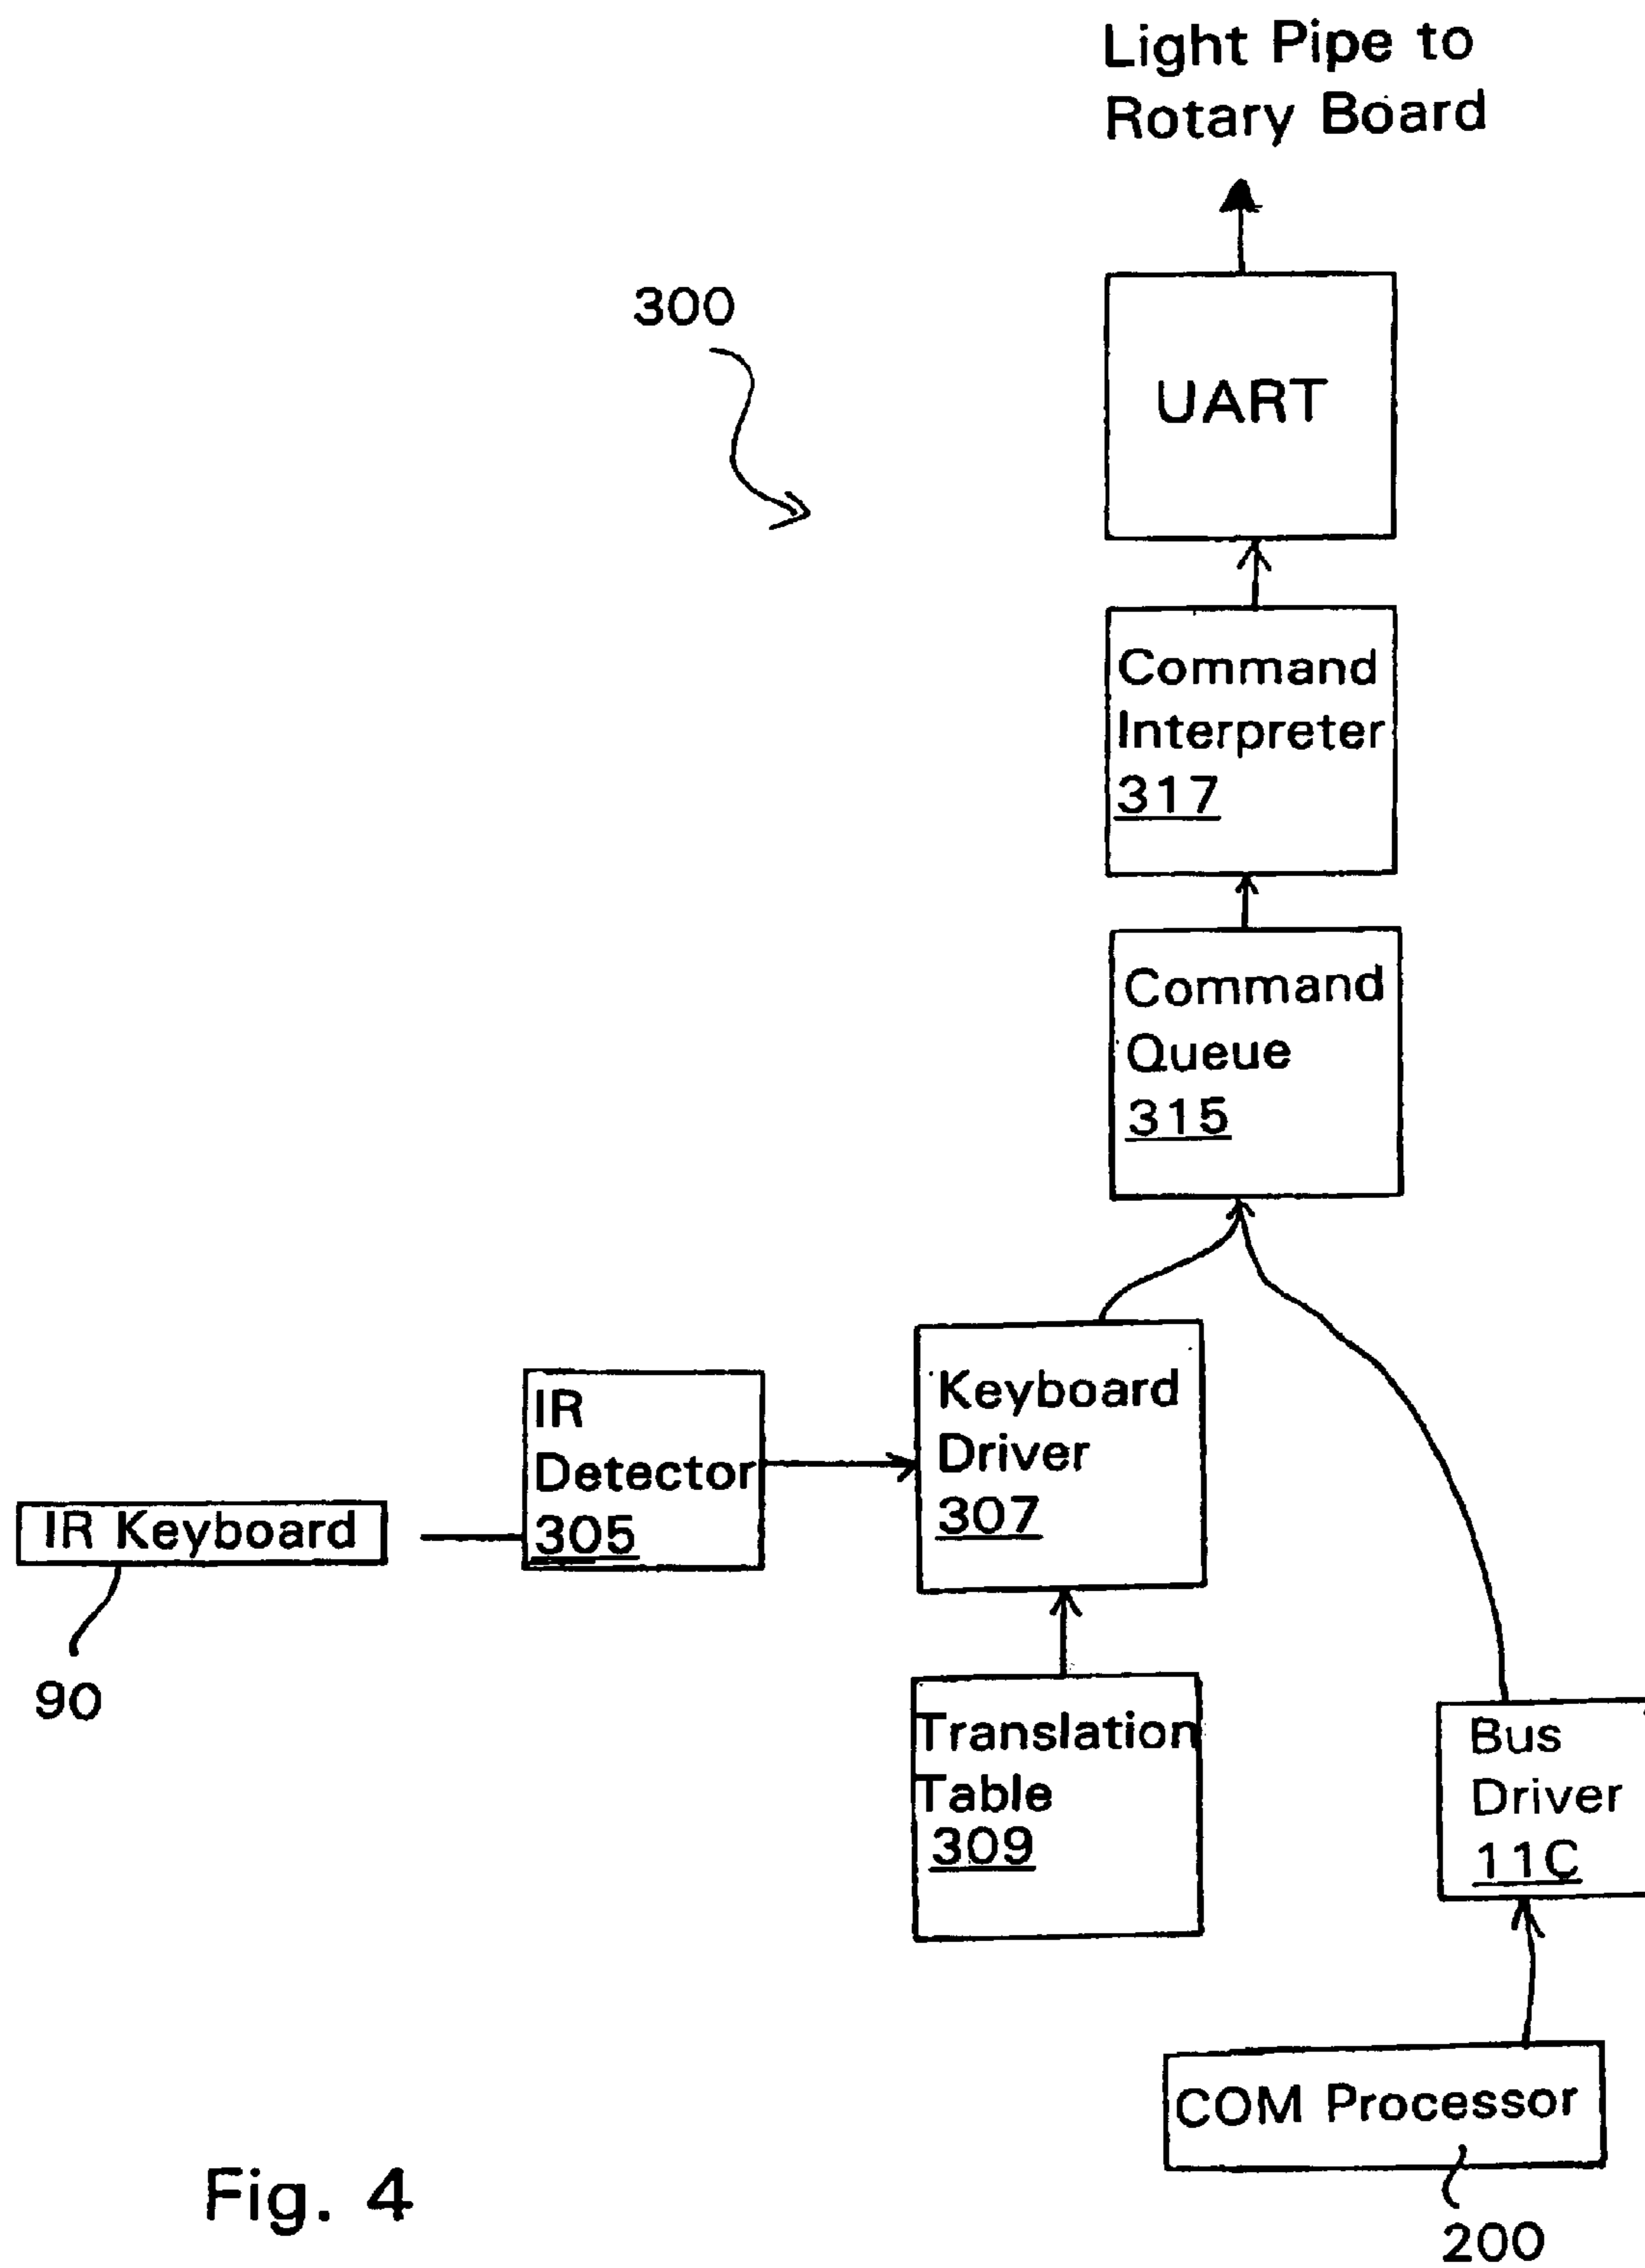 Light Pipe to
Rotary Board
300
UART
Command
Interpreter
317
Command
Queue
315
Keyboard
Driver
307
IR
Detector
305
IR Keyboard
90
Translation
Table
309
Bus
Driver
11C
COM Processor
200
Fig. 4